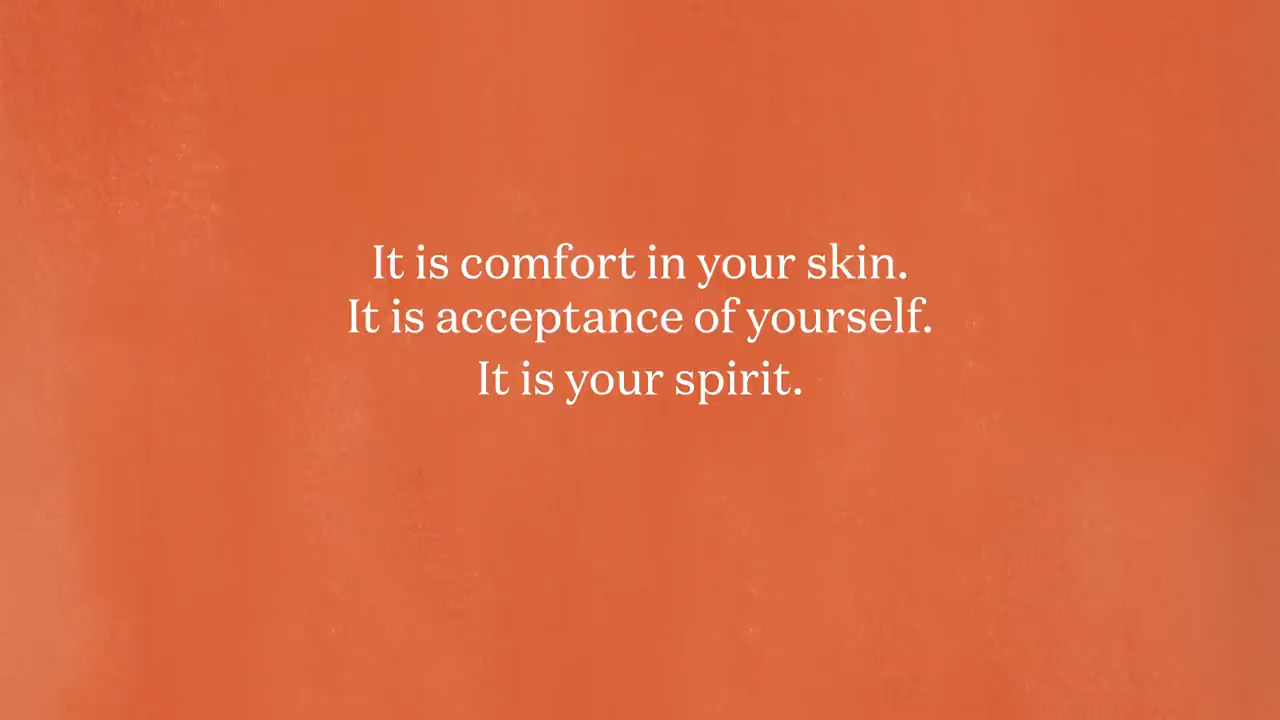 It is comfort in your skin.
It is acceptance of yourself.
It is your spirit.